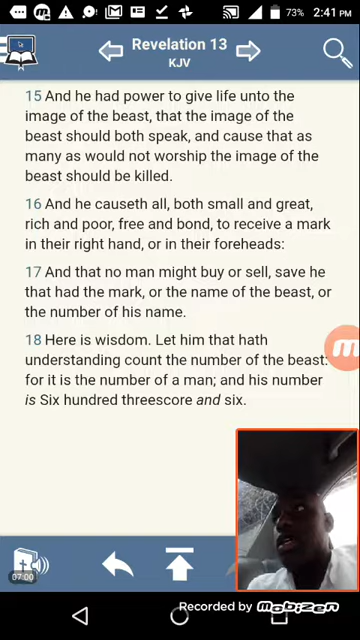 73% 2:41 PM
Revelation 13
KJV
15 And he had power to give life unto the
image of the beast, that the image of the
beast should both speak, and cause that as
many as would not worship the image of the
beast should be killed.
16 And he causeth all, both small and great,
rich and poor, free and bond, to receive a mark
in their right hand, or in their foreheads:
17 And that no man might buy or sell, save he
that had the mark, or the name of the beast, or
the number of his name.
18 Here is wisdom. Let him that hath
understanding count the number of the beast:
for it is the number of a man; and his number
is Six hundred threescore and six.
07:00
Recorded by mobizen